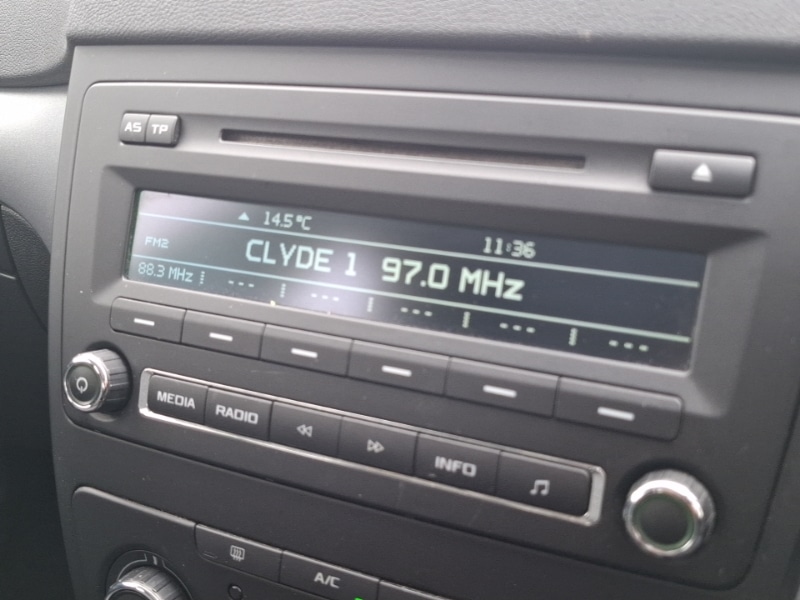 AS TP
14.5°C
11:36
FM2
CLYDE 1 97.0 MHz
88.3 MHz --- --- --- --- ---
MEDIA RADIO INFO
A/C